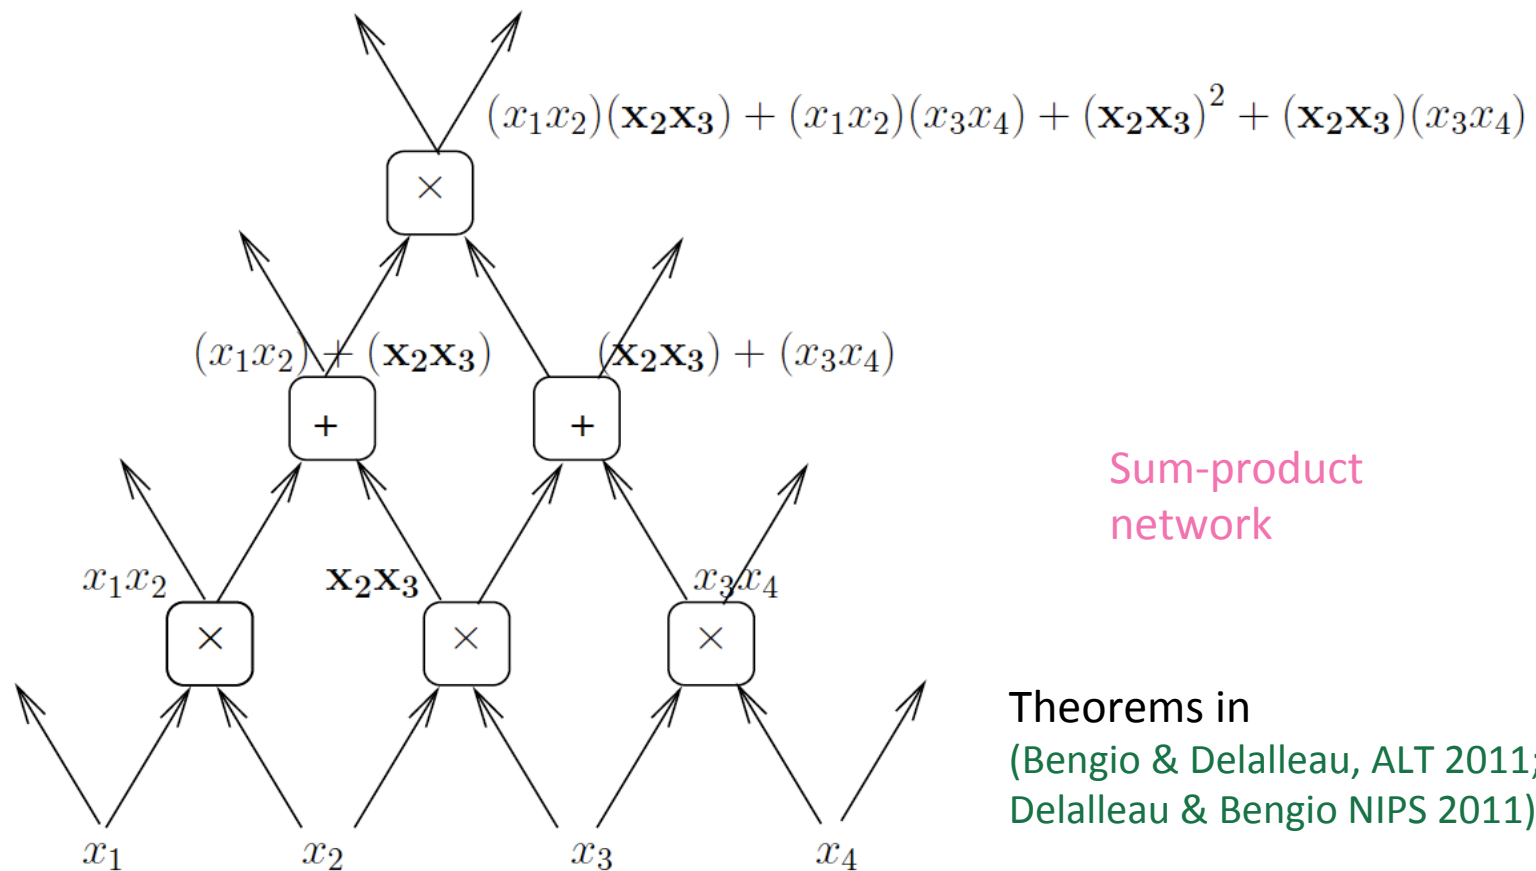 (x₁x₂)(𝐱₂𝐱₃) + (x₁x₂)(x₃x₄) + (𝐱₂𝐱₃)² + (𝐱₂𝐱₃)(x₃x₄)
×
(x₁x₂) + (𝐱₂𝐱₃) (𝐱₂𝐱₃) + (x₃x₄)
+ +
Sum-product
network
x₁x₂ 𝐱₂𝐱₃ x₃x₄
× × ×
Theorems in
(Bengio & Delalleau, ALT 2011;
Delalleau & Bengio NIPS 2011)
x₁ x₂ x₃ x₄